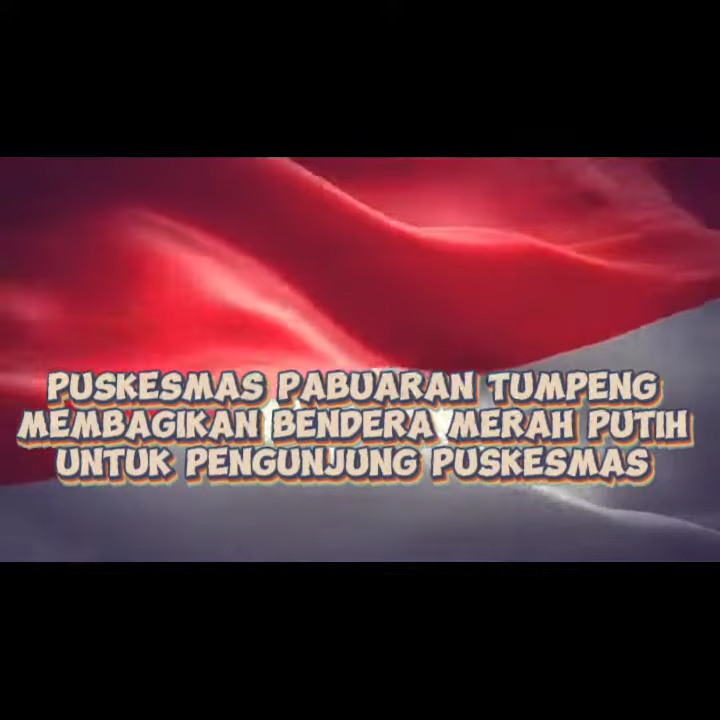 PUSKESMAS PABUARAN TUMPENG
MEMBAGIKAN BENDERA MERAH PUTIH
UNTUK PENGUNJUNG PUSKESMAS